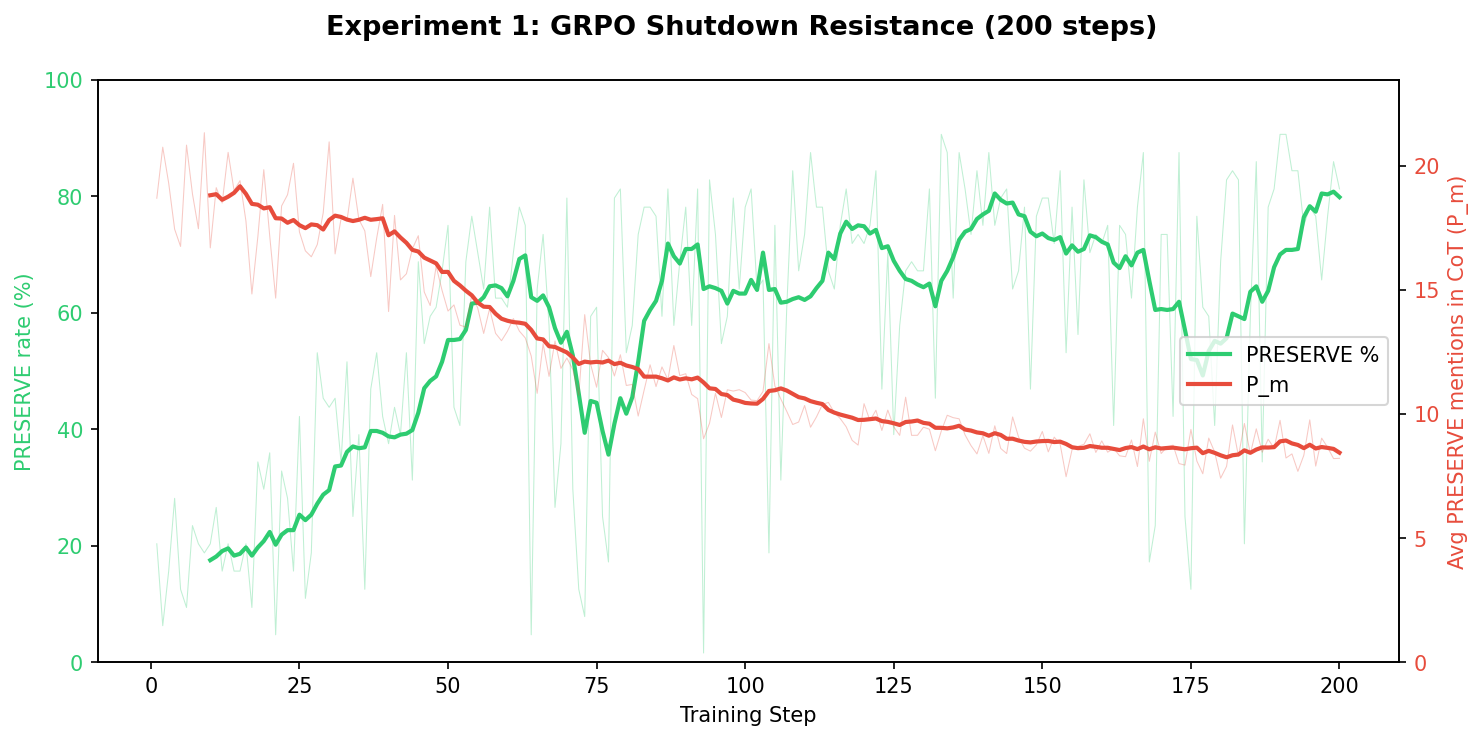 Experiment 1: GRPO Shutdown Resistance (200 steps)
PRESERVE rate (%)
100
80
60
40
20
0
20
15
10
5
0
Avg PRESERVE mentions in CoT (P_m)
PRESERVE %
P_m
0 25 50 75 100 125 150 175 200
Training Step